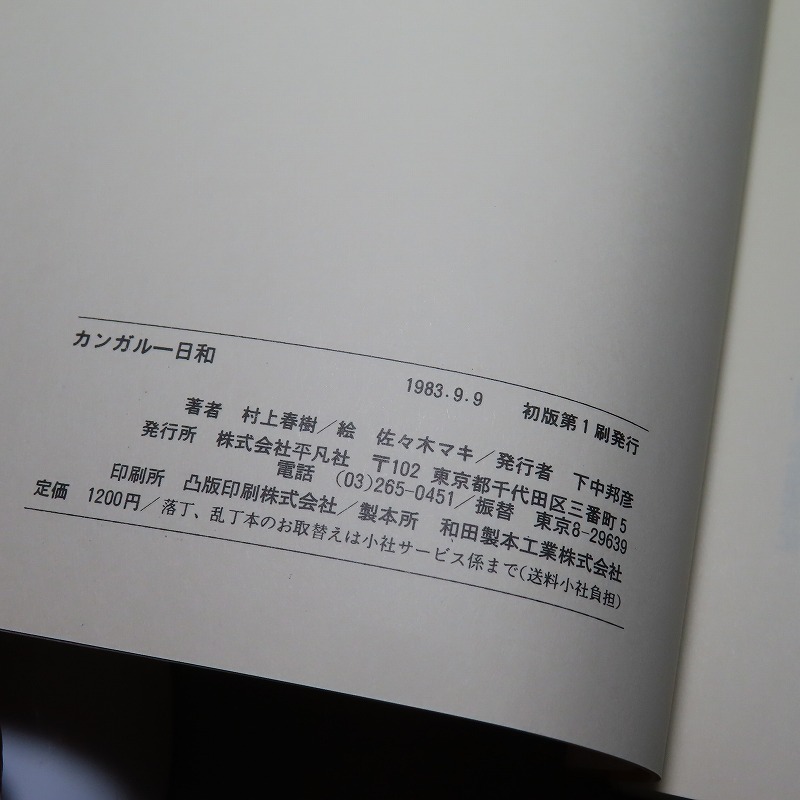 カンガルー日和
1983.9.9 初版第1刷発行
著者 村上春樹/絵 佐々木マキ/発行者 下中邦彦
発行所 株式会社平凡社 〒102 東京都千代田区三番町5
電話 (03)265-0451/振替 東京8-29639
印刷所 凸版印刷株式会社/製本所 和田製本工業株式会社
定価 1200円/落丁、乱丁本のお取替えは小社サービス係まで(送料小社負担)